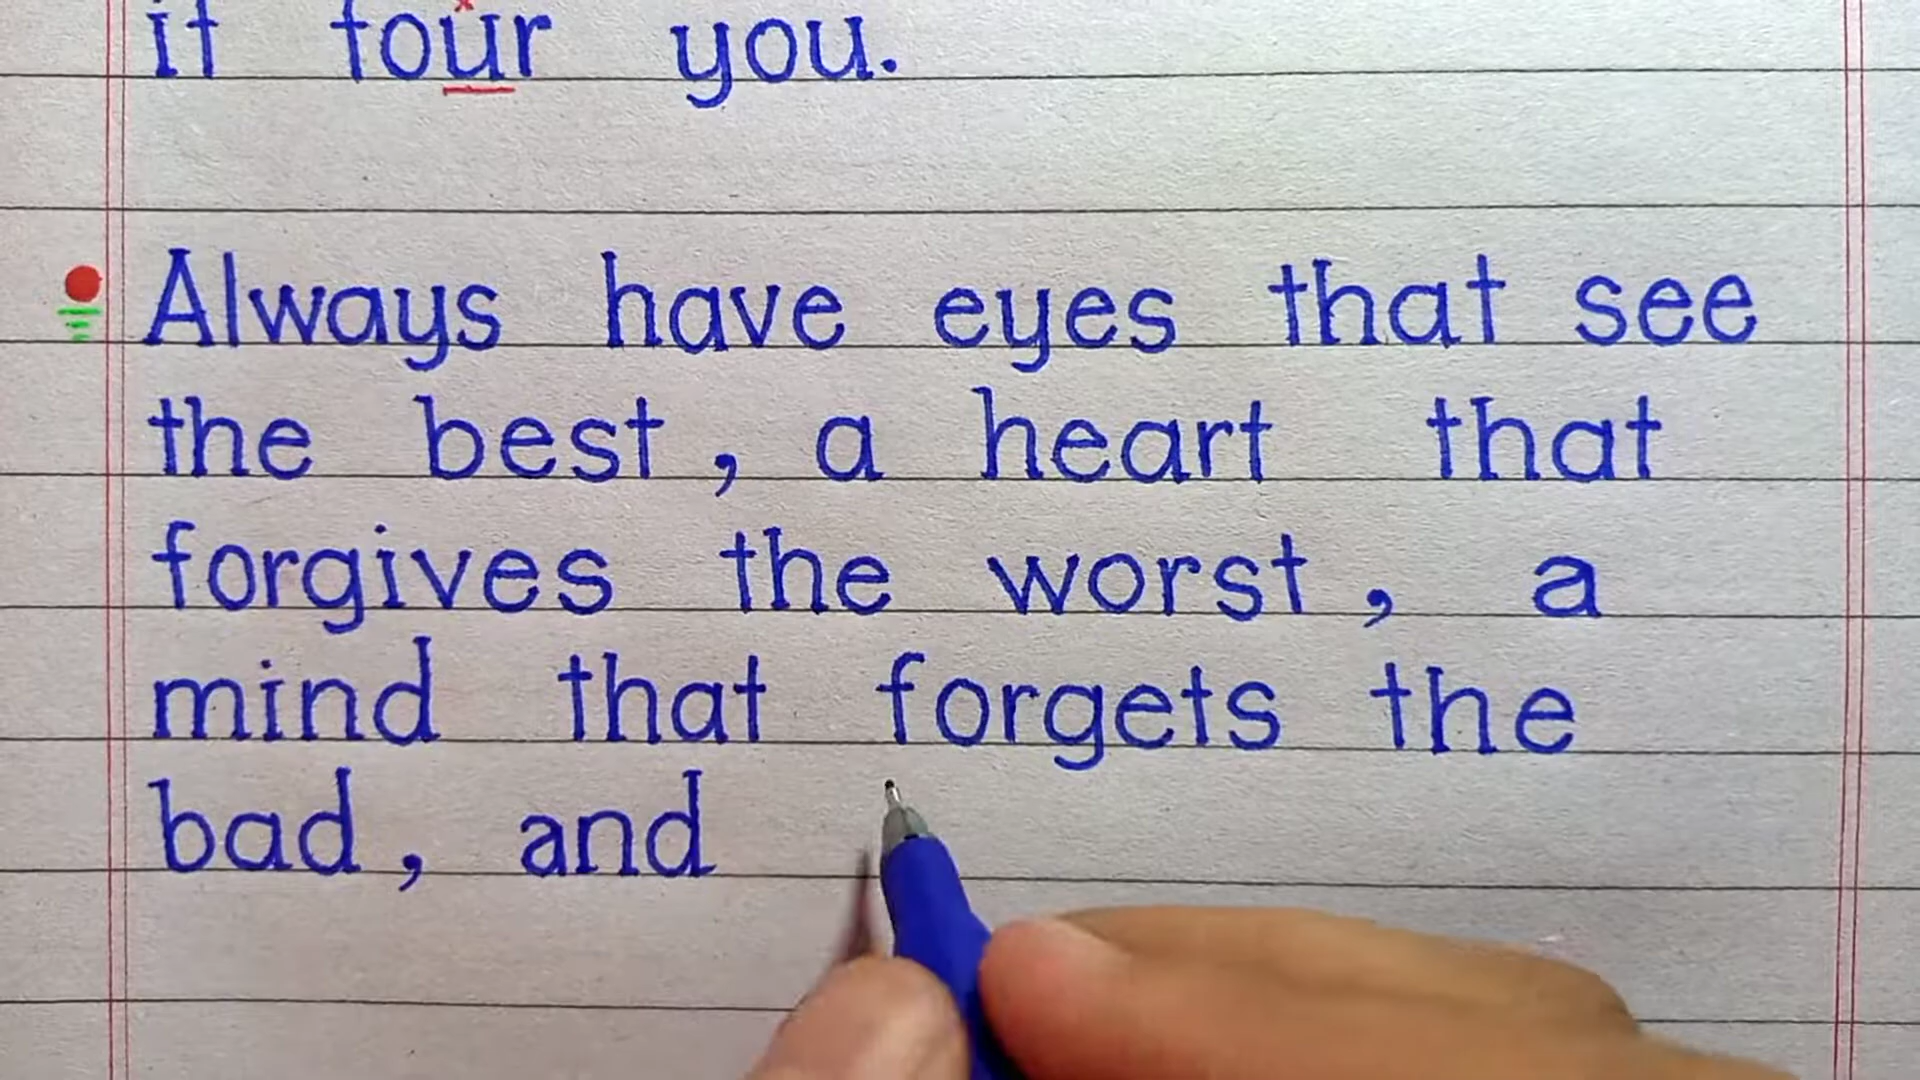 it four you.
Always have eyes that see
the best, a heart that
forgives the worst, a
mind that forgets the
bad, and